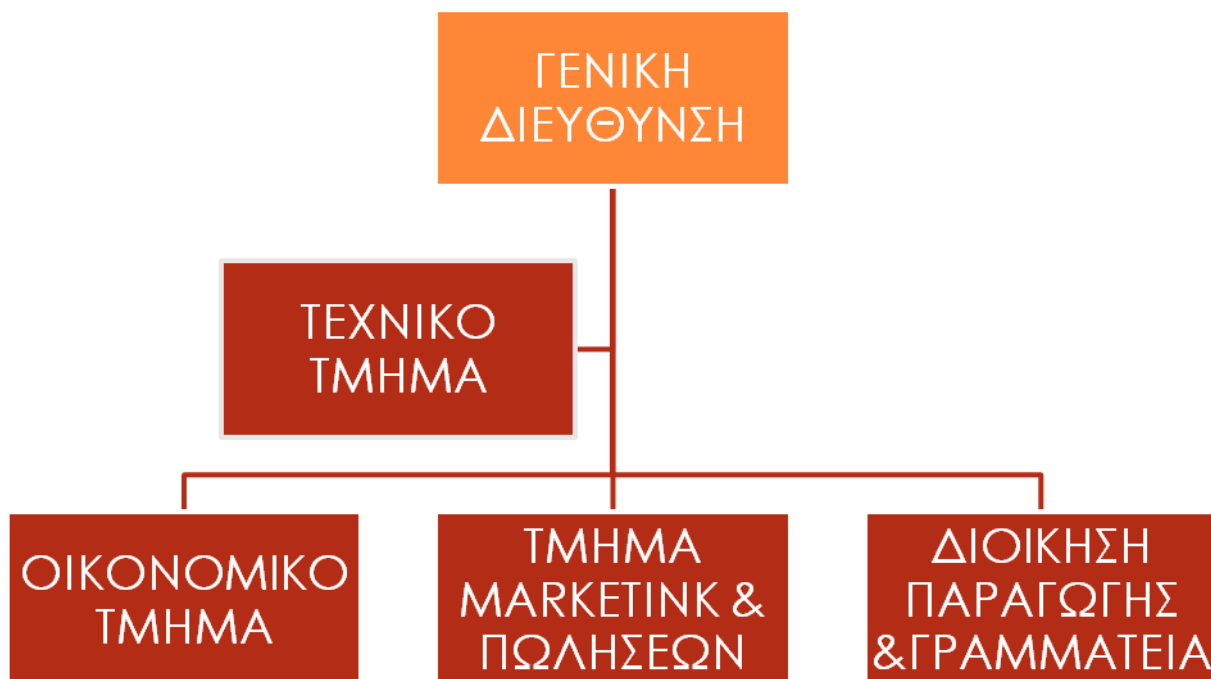 ΓΕΝΙΚΗ
ΔΙΕΥΘΥΝΣΗ
ΤΕΧΝΙΚΟ
ΤΜΗΜΑ
ΟΙΚΟΝΟΜΙΚΟ
ΤΜΗΜΑ
ΤΜΗΜΑ
MARKETINK &
ΠΩΛΗΣΕΩΝ
ΔΙΟΙΚΗΣΗ
ΠΑΡΑΓΩΓΗΣ
&ΓΡΑΜΜΑΤΕΙΑ